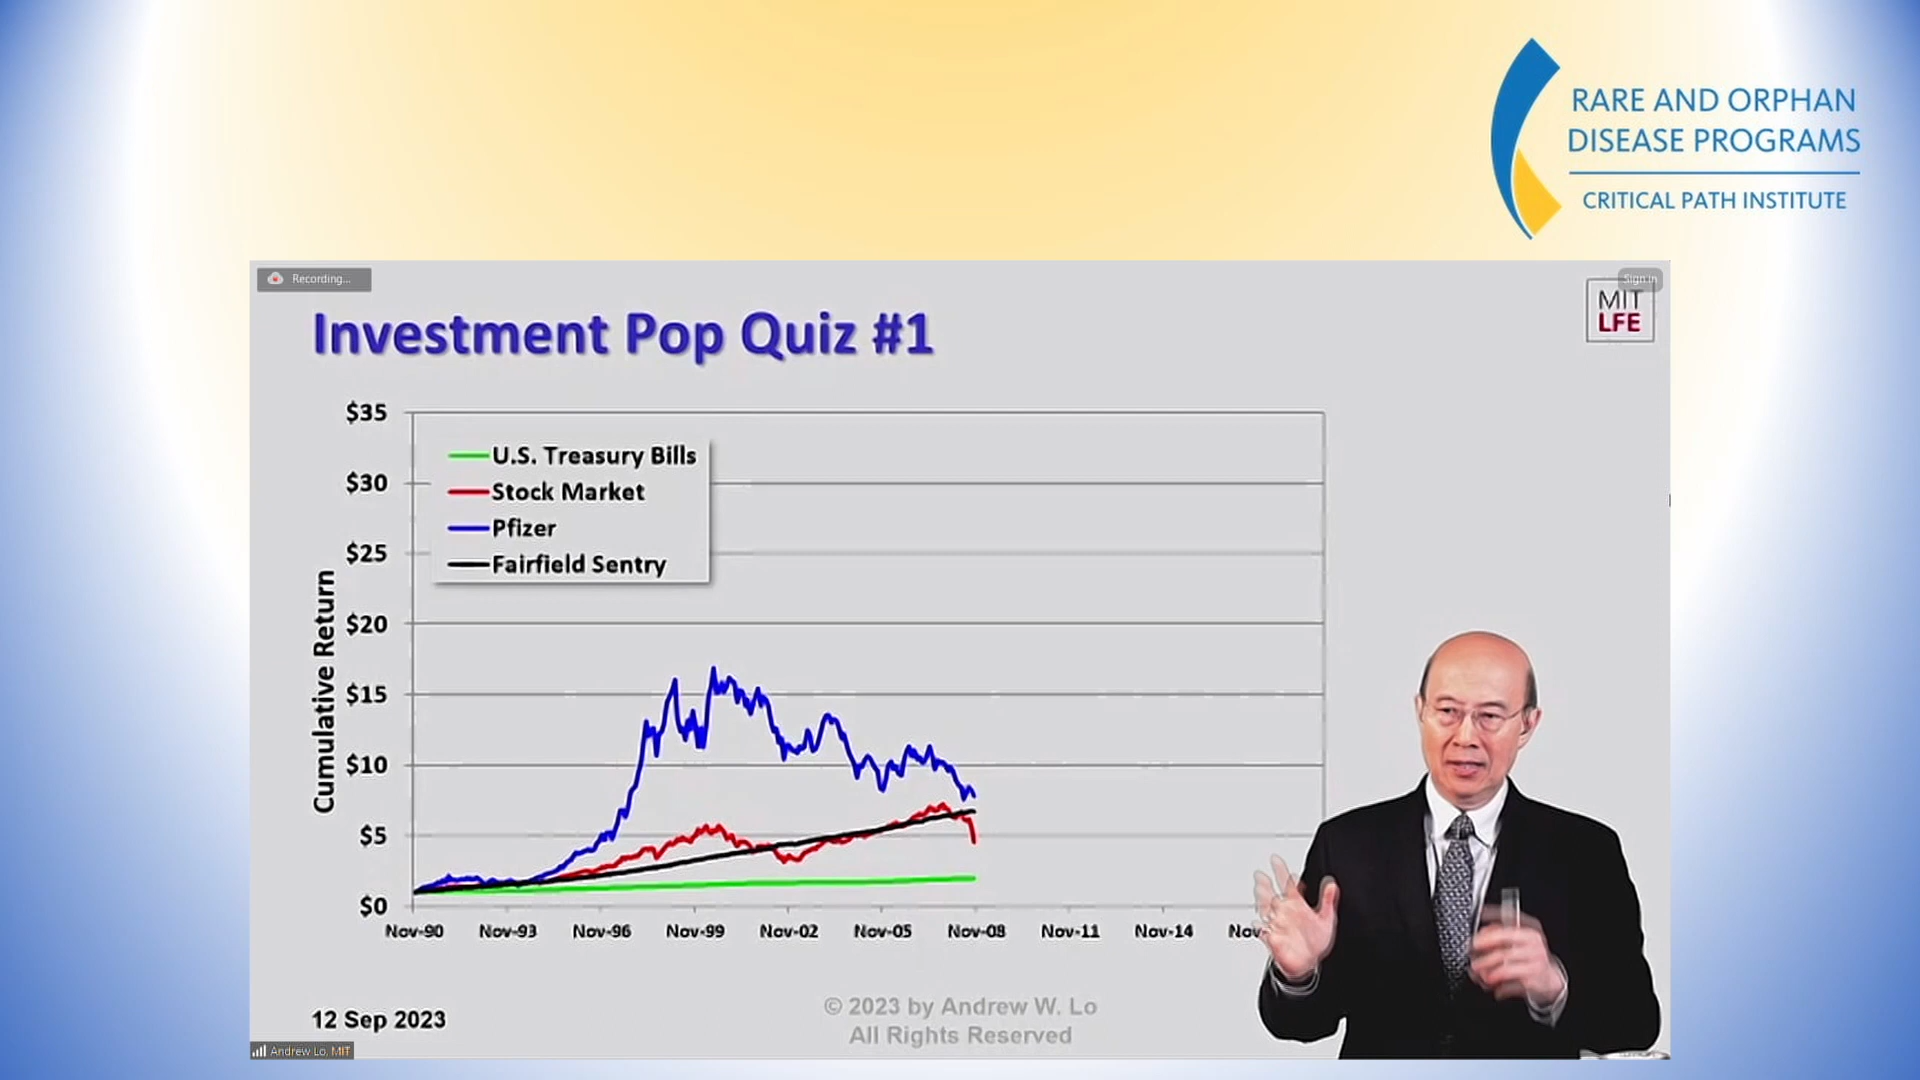 RARE AND ORPHAN
DISEASE PROGRAMS
CRITICAL PATH INSTITUTE
Recording...
Sign in
MIT
LFE
Investment Pop Quiz #1
$35
$30
$25
$20
$15
$10
$5
$0
Cumulative Return
U.S. Treasury Bills
Stock Market
Pfizer
Fairfield Sentry
Nov-90 Nov-93 Nov-96 Nov-99 Nov-02 Nov-05 Nov-08 Nov-11 Nov-14
12 Sep 2023
© 2023 by Andrew W. Lo
All Rights Reserved
Andrew Lo, MIT